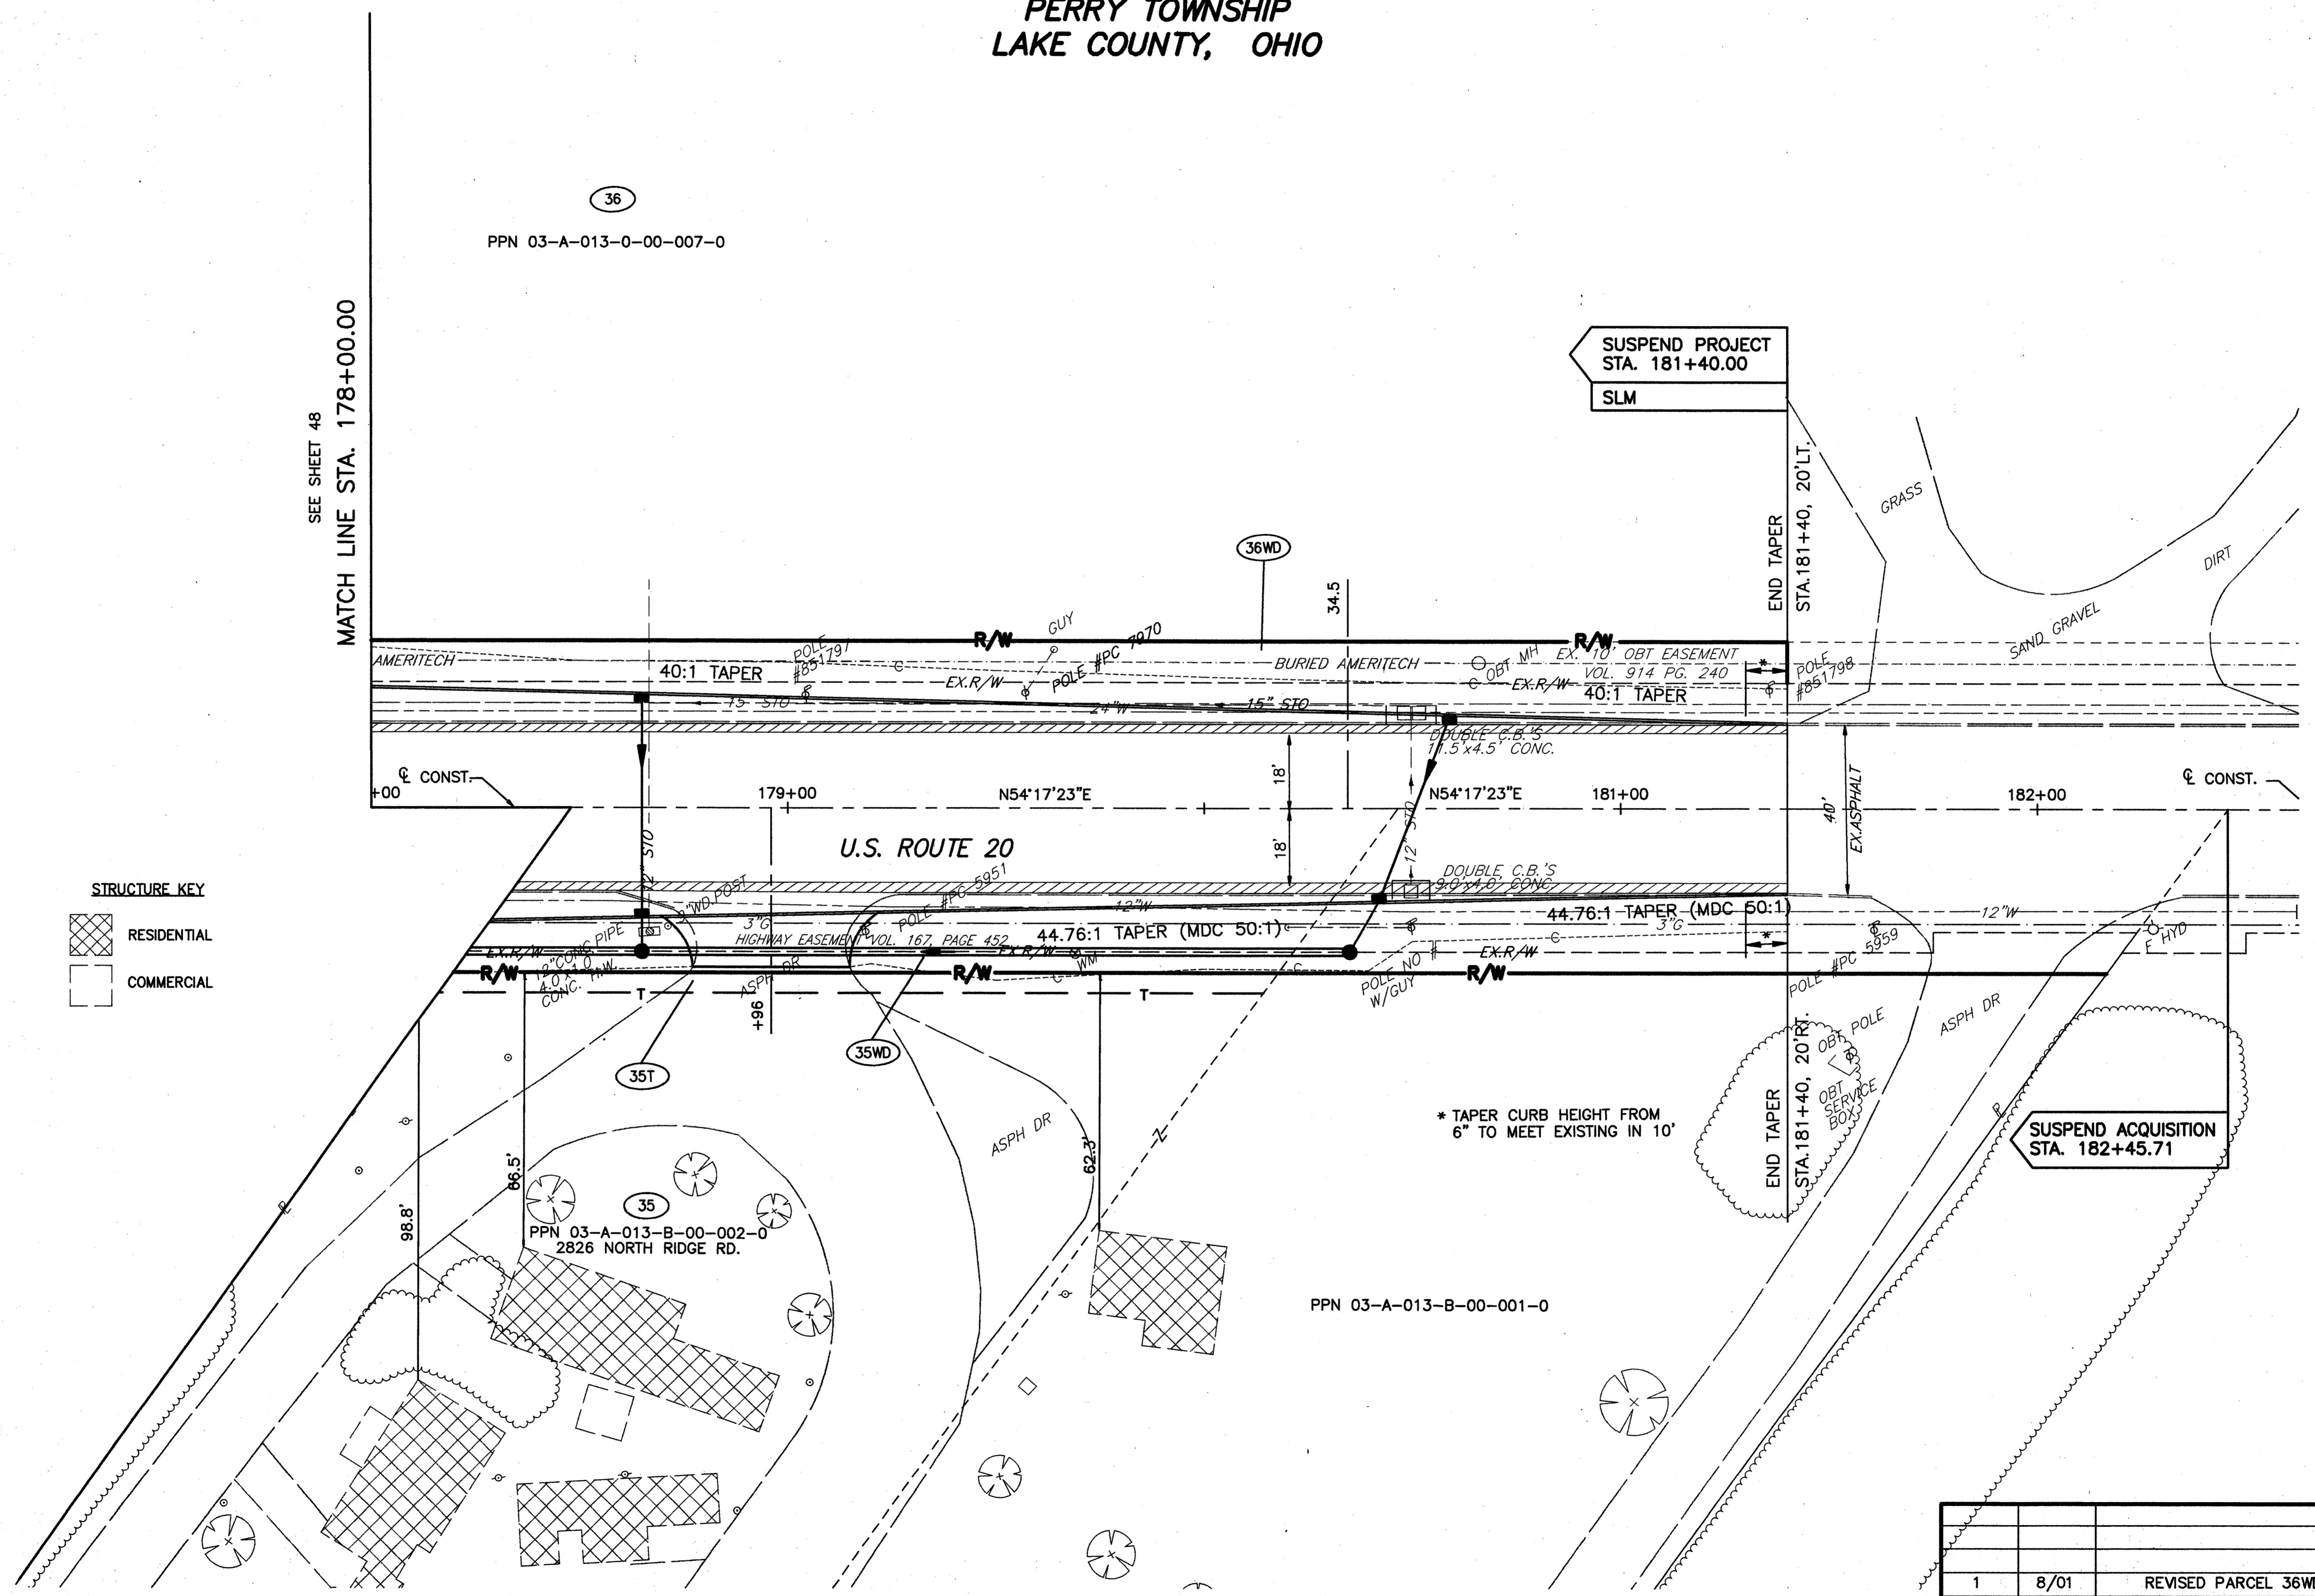 PERRY TOWNSHIP
LAKE COUNTY, OHIO
36
PPN 03-A-013-0-00-007-0
SEE SHEET 48
MATCH LINE STA. 178+00.00
SUSPEND PROJECT
STA. 181+40.00
SLM
END TAPER
STA.181+40, 20'LT.
GRASS
DIRT
SAND GRAVEL
36WD
34.5
R/W
GUY
R/W
AMERITECH
40:1 TAPER
POLE
#851797
POLE #PC 7970
EX.R/W
BURIED AMERITECH
OBT MH
EX. 10' OBT EASEMENT
VOL. 914 PG. 240
EX.R/W
40:1 TAPER
*
POLE
#851798
15" STO
24"W
15" STO
DOUBLE C.B.'S
11.5'x4.5' CONC.
℄ CONST.
+00
179+00
N54°17'23"E
18'
N54°17'23"E
181+00
40'
EX.ASPHALT
182+00
℄ CONST.
U.S. ROUTE 20
18'
12" STO
12" STO
STRUCTURE KEY
RESIDENTIAL
COMMERCIAL
DOUBLE C.B.'S
9.0'x4.0' CONC.
2"WD.POST
POLE #PC 5951
3"G
12"W
44.76:1 TAPER (MDC 50:1)
44.76:1 TAPER (MDC 50:1)
3"G
12"W
HIGHWAY EASEMENT VOL. 167, PAGE 452
EX.R/W
12"CONC PIPE
4.0'x1.0'
CONC. H.W.
EX.R/W
WM
EX.R/W
*
POLE #PC 5959
F HYD
R/W
R/W
R/W
T
ASPH DR
T
POLE NO #
W/GUY
+96
35T
35WD
ASPH DR
ASPH DR
OBT POLE
OBT
SERVICE
BOX
END TAPER
STA.181+40, 20'RT.
* TAPER CURB HEIGHT FROM
6" TO MEET EXISTING IN 10'
SUSPEND ACQUISITION
STA. 182+45.71
98.8'
66.5'
62.3'
35
PPN 03-A-013-B-00-002-0
2826 NORTH RIDGE RD.
PPN 03-A-013-B-00-001-0
1 8/01 REVISED PARCEL 36W